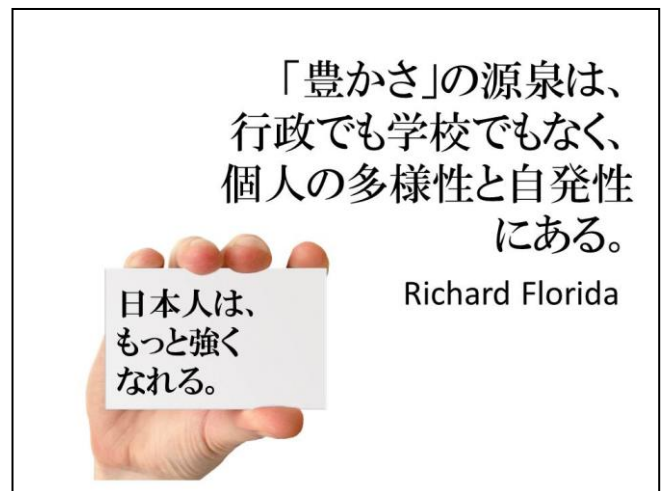 「豊かさ」の源泉は、
行政でも学校でもなく、
個人の多様性と自発性
にある。
Richard Florida
日本人は、
もっと強く
なれる。